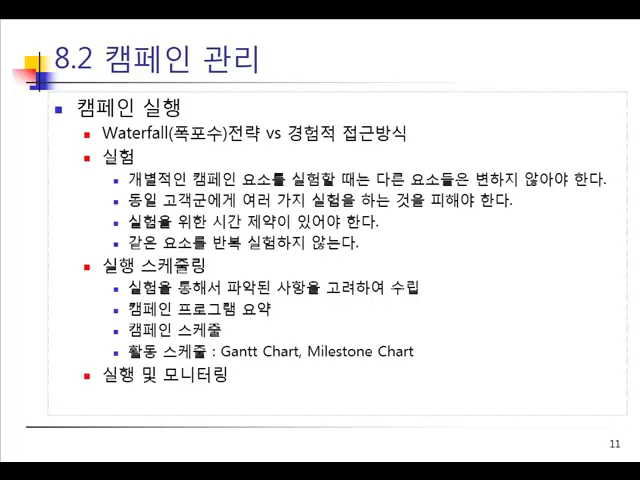 8.2 캠페인 관리
캠페인 실행
Waterfall(폭포수)전략 vs 경험적 접근방식
실험
개별적인 캠페인 요소를 실험할 때는 다른 요소들은 변하지 않아야 한다.
동일 고객군에게 여러 가지 실험을 하는 것을 피해야 한다.
실험을 위한 시간 제약이 있어야 한다.
같은 요소를 반복 실험하지 않는다.
실행 스케줄링
실험을 통해서 파악된 사항을 고려하여 수립
캠페인 프로그램 요약
캠페인 스케줄
활동 스케줄 : Gantt Chart, Milestone Chart
실행 및 모니터링
11